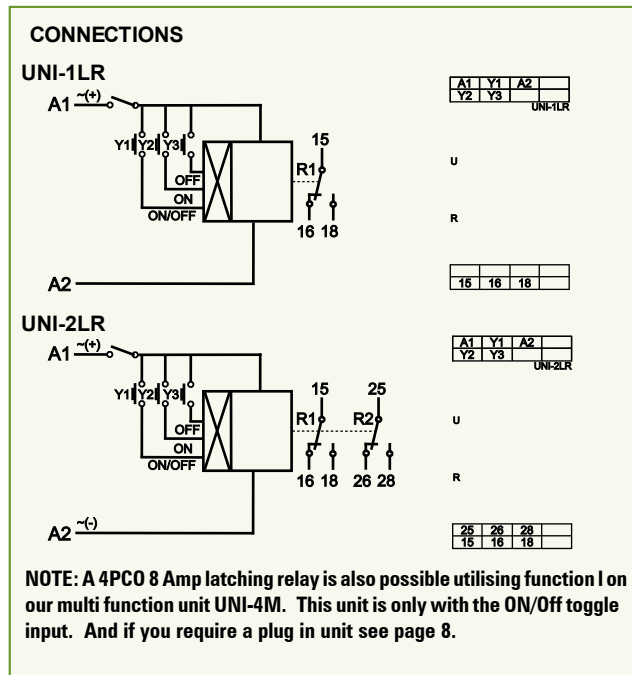 CONNECTIONS
UNI-1LR
A1 ~(+)
Y1 Y2 Y3
OFF
ON
ON/OFF
R1
15
16 18
A2
A1 Y1 A2
Y2 Y3
UNI-1LR
U
R
15 16 18
UNI-2LR
A1 ~(+)
Y1 Y2 Y3
OFF
ON
ON/OFF
15 25
R1 R2
16 18 26 28
A2 ~(-)
A1 Y1 A2
Y2 Y3
UNI-2LR
U
R
25 26 28
15 16 18
NOTE: A 4PCO 8 Amp latching relay is also possible utilising function I on
our multi function unit UNI-4M. This unit is only with the ON/Off toggle
input. And if you require a plug in unit see page 8.